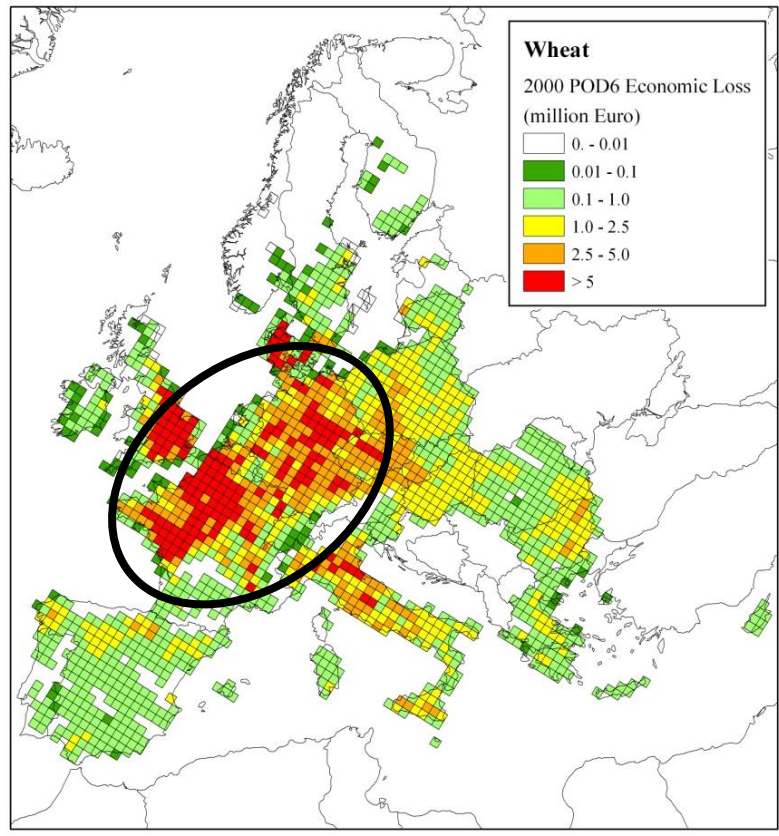 Wheat
2000 POD6 Economic Loss
(million Euro)
0. - 0.01
0.01 - 0.1
0.1 - 1.0
1.0 - 2.5
2.5 - 5.0
> 5